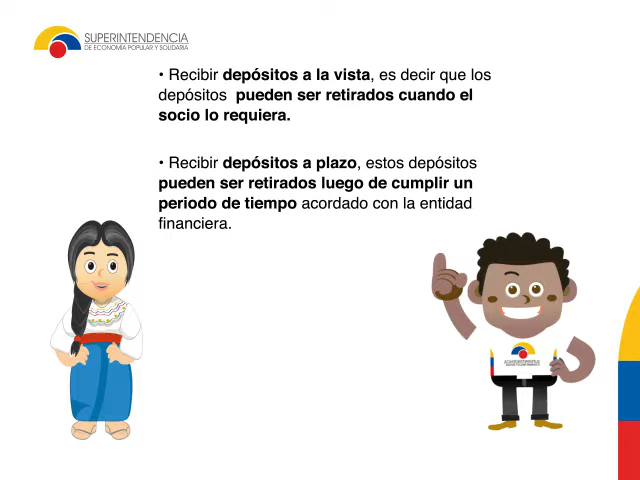 SUPERINTENDENCIA
DE ECONOMÍA POPULAR Y SOLIDARIA
• Recibir depósitos a la vista, es decir que los
depósitos  pueden ser retirados cuando el
socio lo requiera.
• Recibir depósitos a plazo, estos depósitos
pueden ser retirados luego de cumplir un
periodo de tiempo acordado con la entidad
financiera.